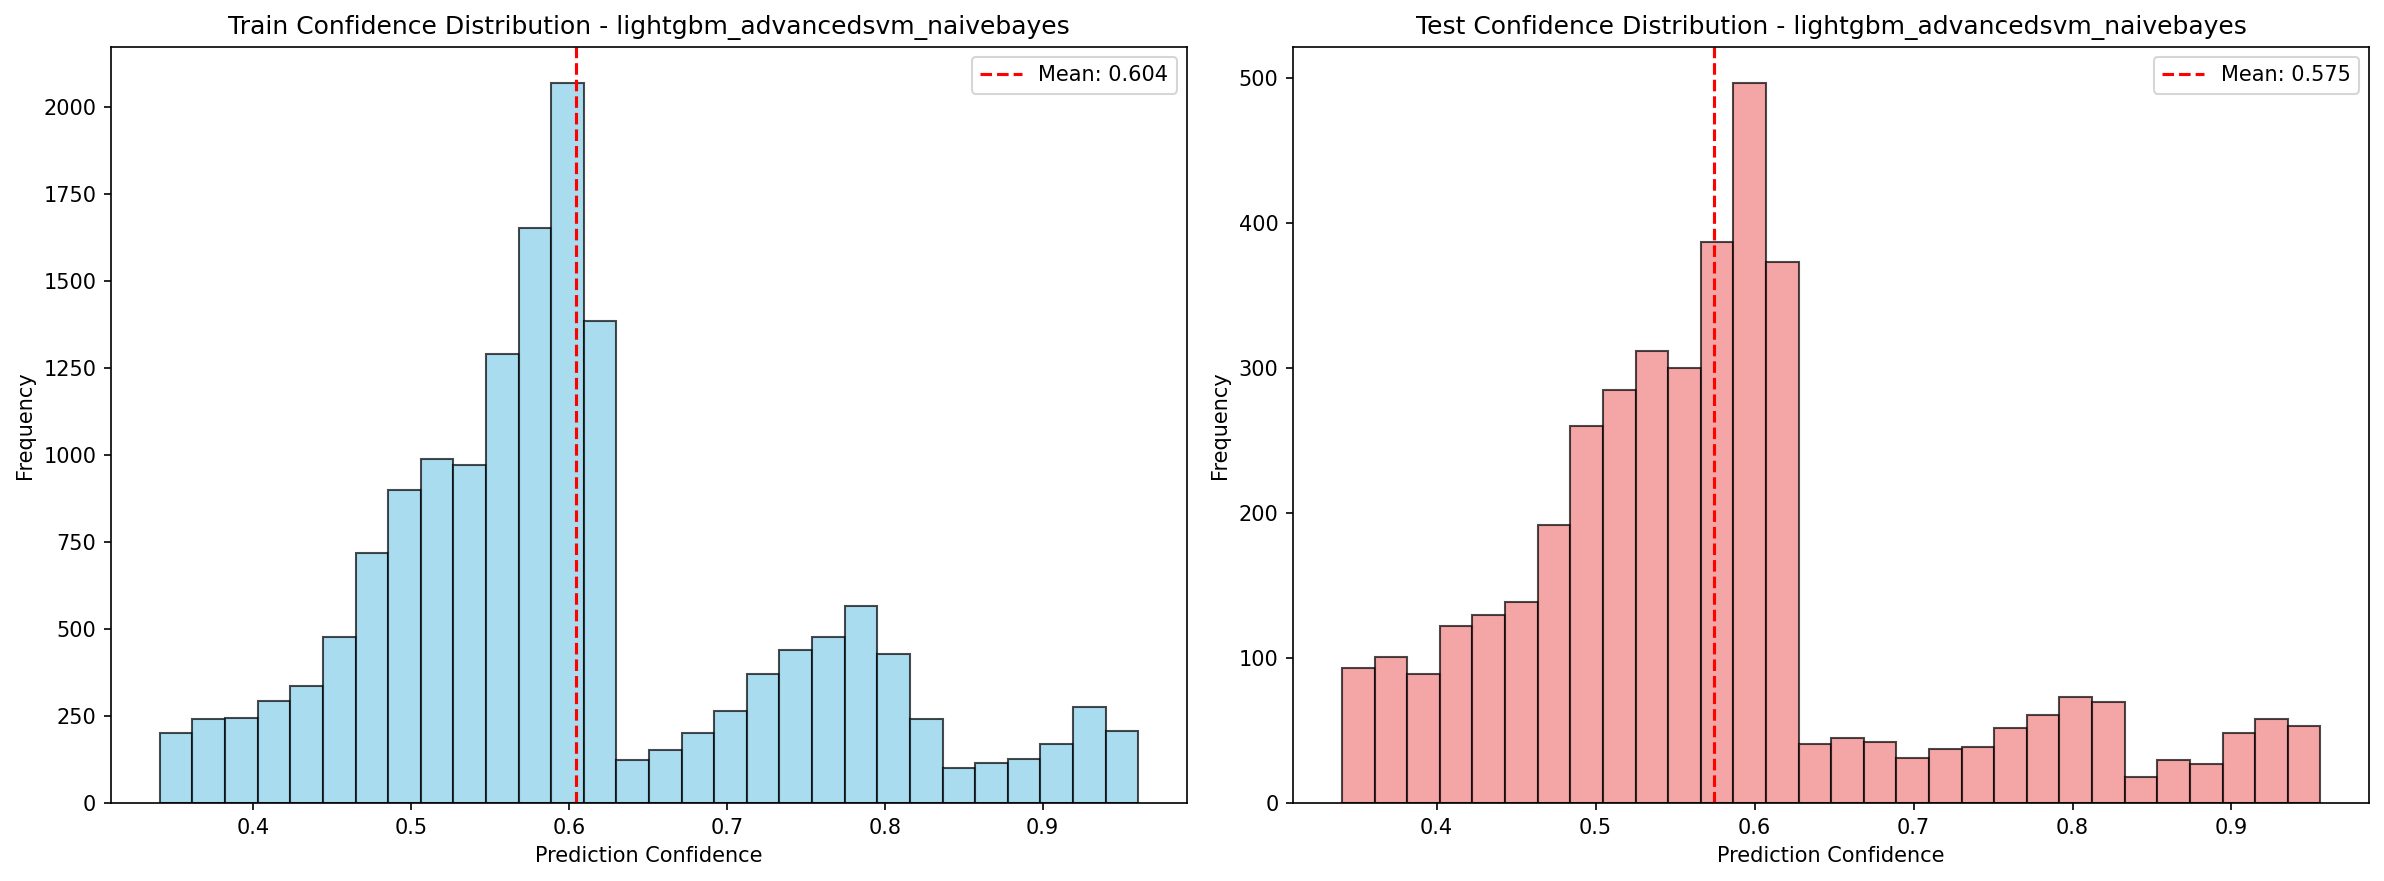 Train Confidence Distribution - lightgbm_advancedsvm_naivebayes
Mean: 0.604
Frequency
2000
1750
1500
1250
1000
750
500
250
0
0.4 0.5 0.6 0.7 0.8 0.9
Prediction Confidence
Test Confidence Distribution - lightgbm_advancedsvm_naivebayes
Mean: 0.575
Frequency
500
400
300
200
100
0
0.4 0.5 0.6 0.7 0.8 0.9
Prediction Confidence